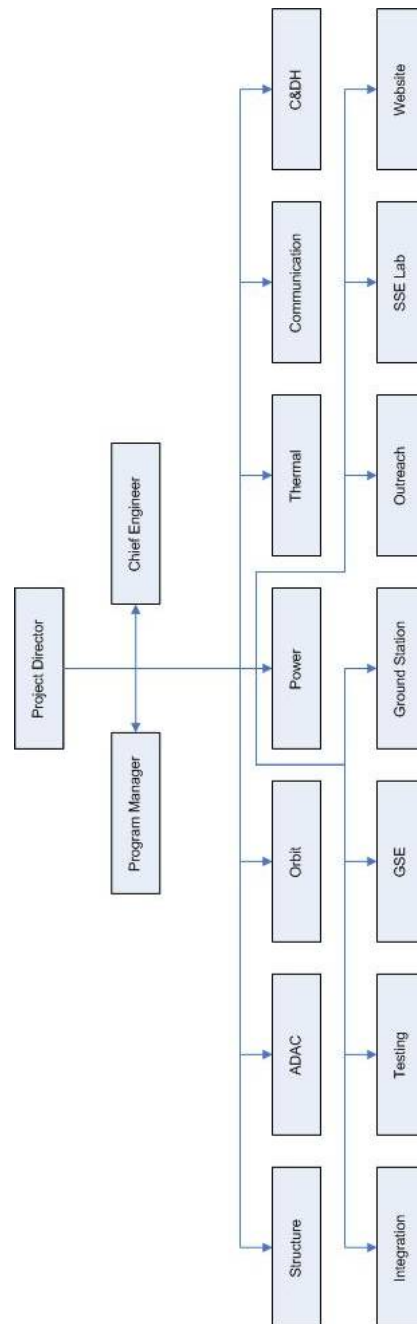 Project Director
Program Manager
Chief Engineer
Structure
ADAC
Orbit
Power
Thermal
Communication
C&DH
Integration
Testing
GSE
Ground Station
Outreach
SSE Lab
Website